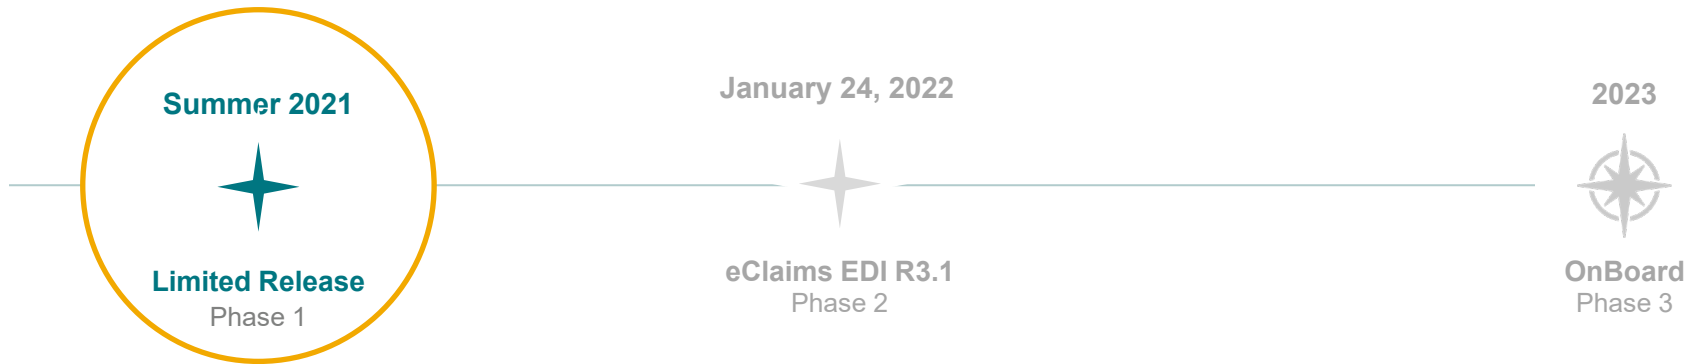 Summer 2021
Limited Release
Phase 1
January 24, 2022
eClaims EDI R3.1
Phase 2
2023
OnBoard
Phase 3